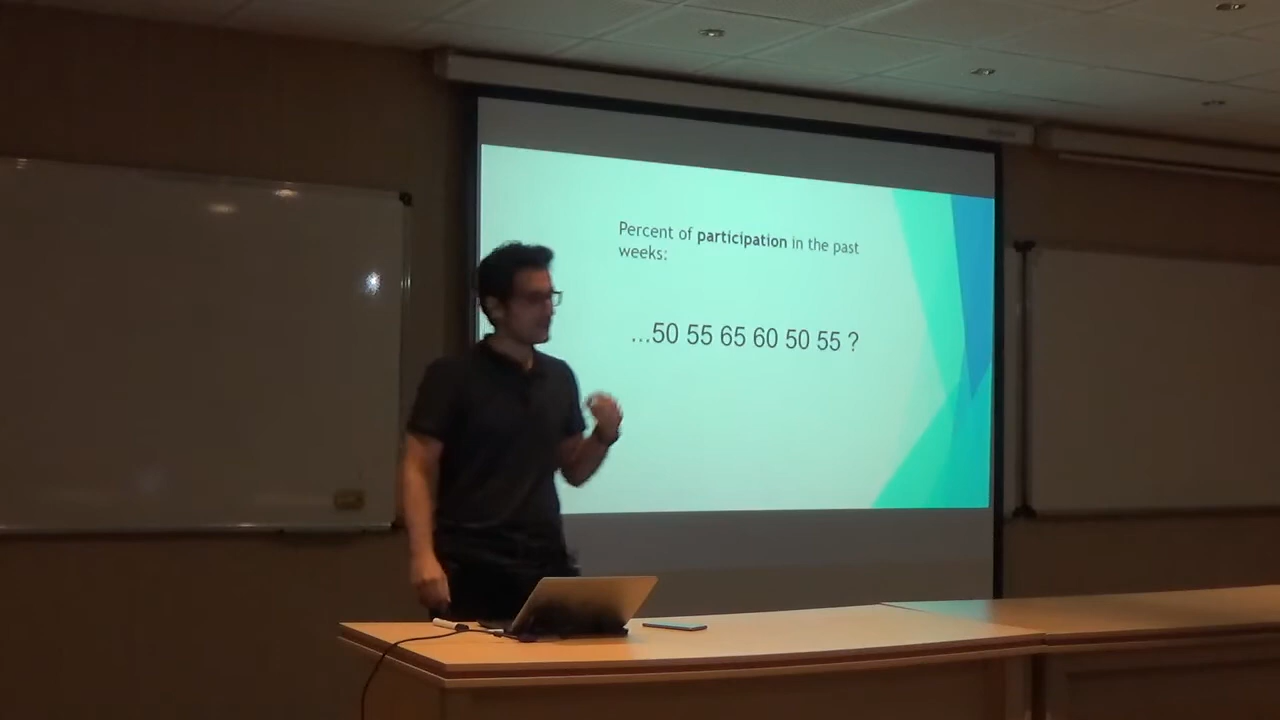 Percent of participation in the past
weeks:
...50 55 65 60 50 55 ?